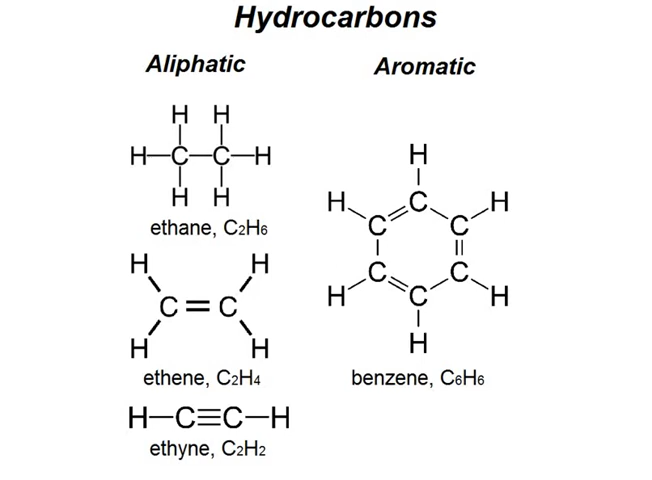 Hydrocarbons
Aliphatic
Aromatic
H H
H–C–C–H
H H
ethane, C2H6
H H
C=C
H H
ethene, C2H4
H–C≡C–H
ethyne, C2H2
H
H C H
C C
C C
H C H
H
benzene, C6H6